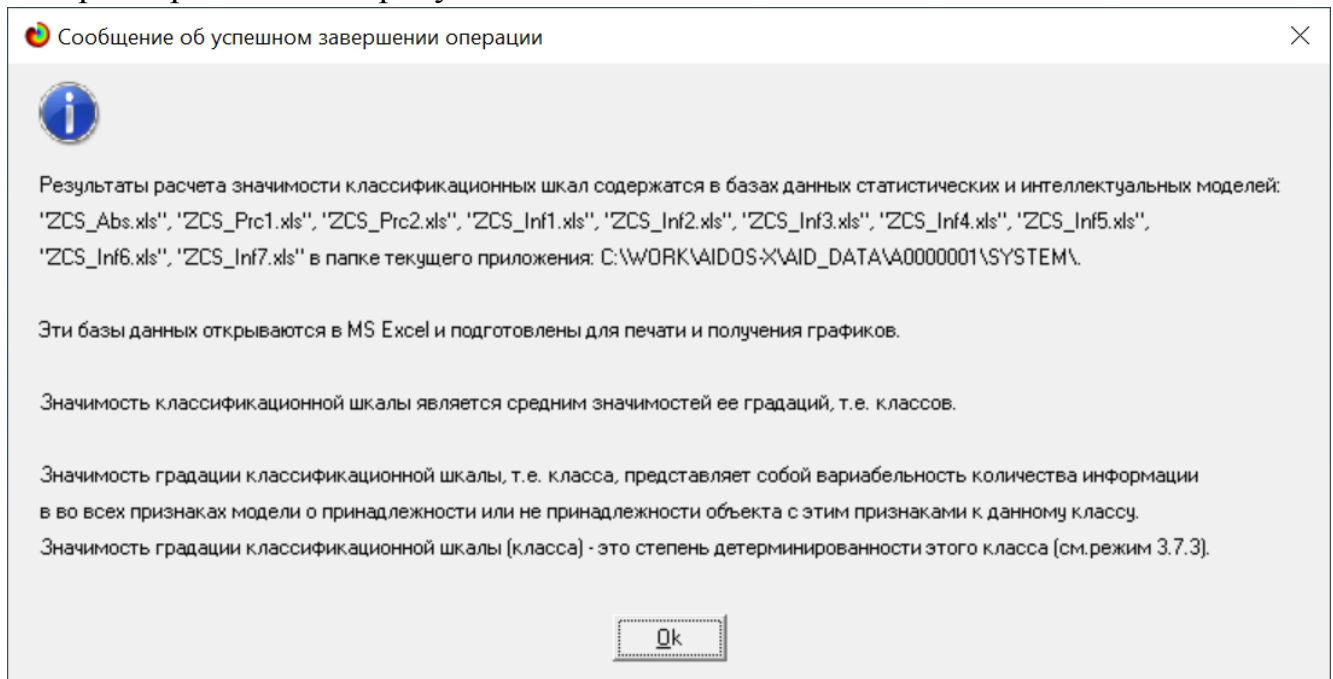 Сообщение об успешном завершении операции
Результаты расчета значимости классификационных шкал содержатся в базах данных статистических и интеллектуальных моделей:
"ZCS_Abs.xls", "ZCS_Prc1.xls", "ZCS_Prc2.xls", "ZCS_Inf1.xls", "ZCS_Inf2.xls", "ZCS_Inf3.xls", "ZCS_Inf4.xls", "ZCS_Inf5.xls",
"ZCS_Inf6.xls", "ZCS_Inf7.xls" в папке текущего приложения: C:\WORK\AIDOS-X\AID_DATA\A0000001\SYSTEM\.
Эти базы данных открываются в MS Excel и подготовлены для печати и получения графиков.
Значимость классификационной шкалы является средним значимостей ее градаций, т.е. классов.
Значимость градации классификационной шкалы, т.е. класса, представляет собой вариабельность количества информации
в во всех признаках модели о принадлежности или не принадлежности объекта с этим признаками к данному классу.
Значимость градации классификационной шкалы (класса) - это степень детерминированности этого класса (см.режим 3.7.3).
Ok